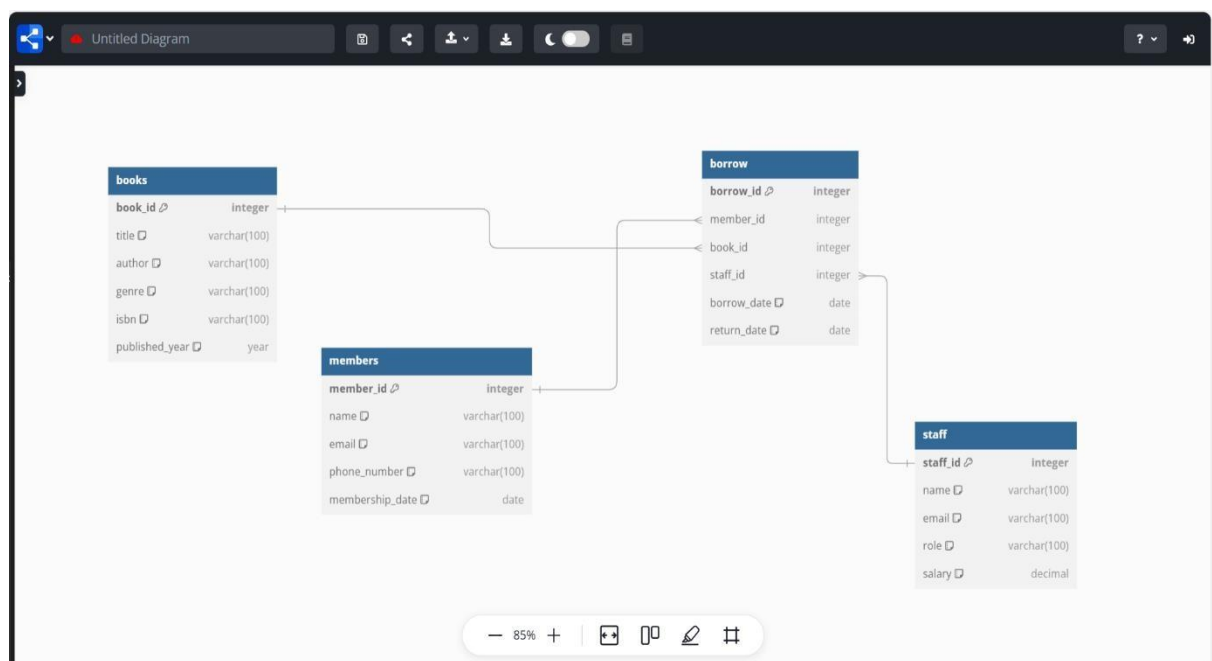 Untitled Diagram
?
books
book_id integer
title varchar(100)
author varchar(100)
genre varchar(100)
isbn varchar(100)
published_year year
members
member_id integer
name varchar(100)
email varchar(100)
phone_number varchar(100)
membership_date date
borrow
borrow_id integer
member_id integer
book_id integer
staff_id integer
borrow_date date
return_date date
staff
staff_id integer
name varchar(100)
email varchar(100)
role varchar(100)
salary decimal
85%